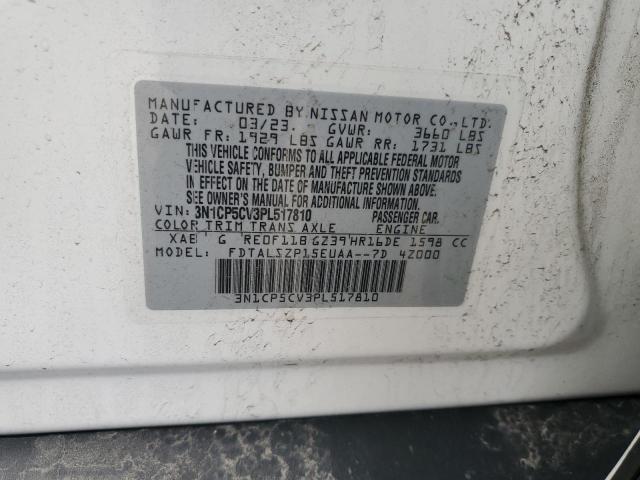 MANUFACTURED BY NISSAN MOTOR CO., LTD.
DATE: 03/23 GVWR: 3660 LBS
GAWR FR: 1929 LBS GAWR RR: 1731 LBS
THIS VEHICLE CONFORMS TO ALL APPLICABLE FEDERAL MOTOR
VEHICLE SAFETY, BUMPER AND THEFT PREVENTION STANDARDS
IN EFFECT ON THE DATE OF MANUFACTURE SHOWN ABOVE.
SEE OWNER'S MANUAL FOR ADDITIONAL INFORMATION.
VIN: 3N1CP5CV3PL517810 PASSENGER CAR.
COLOR TRIM TRANS AXLE ENGINE
XAB G RE0F11B GZ39 HR16DE 1598 CC
MODEL: FDTALSZP15EUAA--7D 42000
3N1CP5CV3PL517810